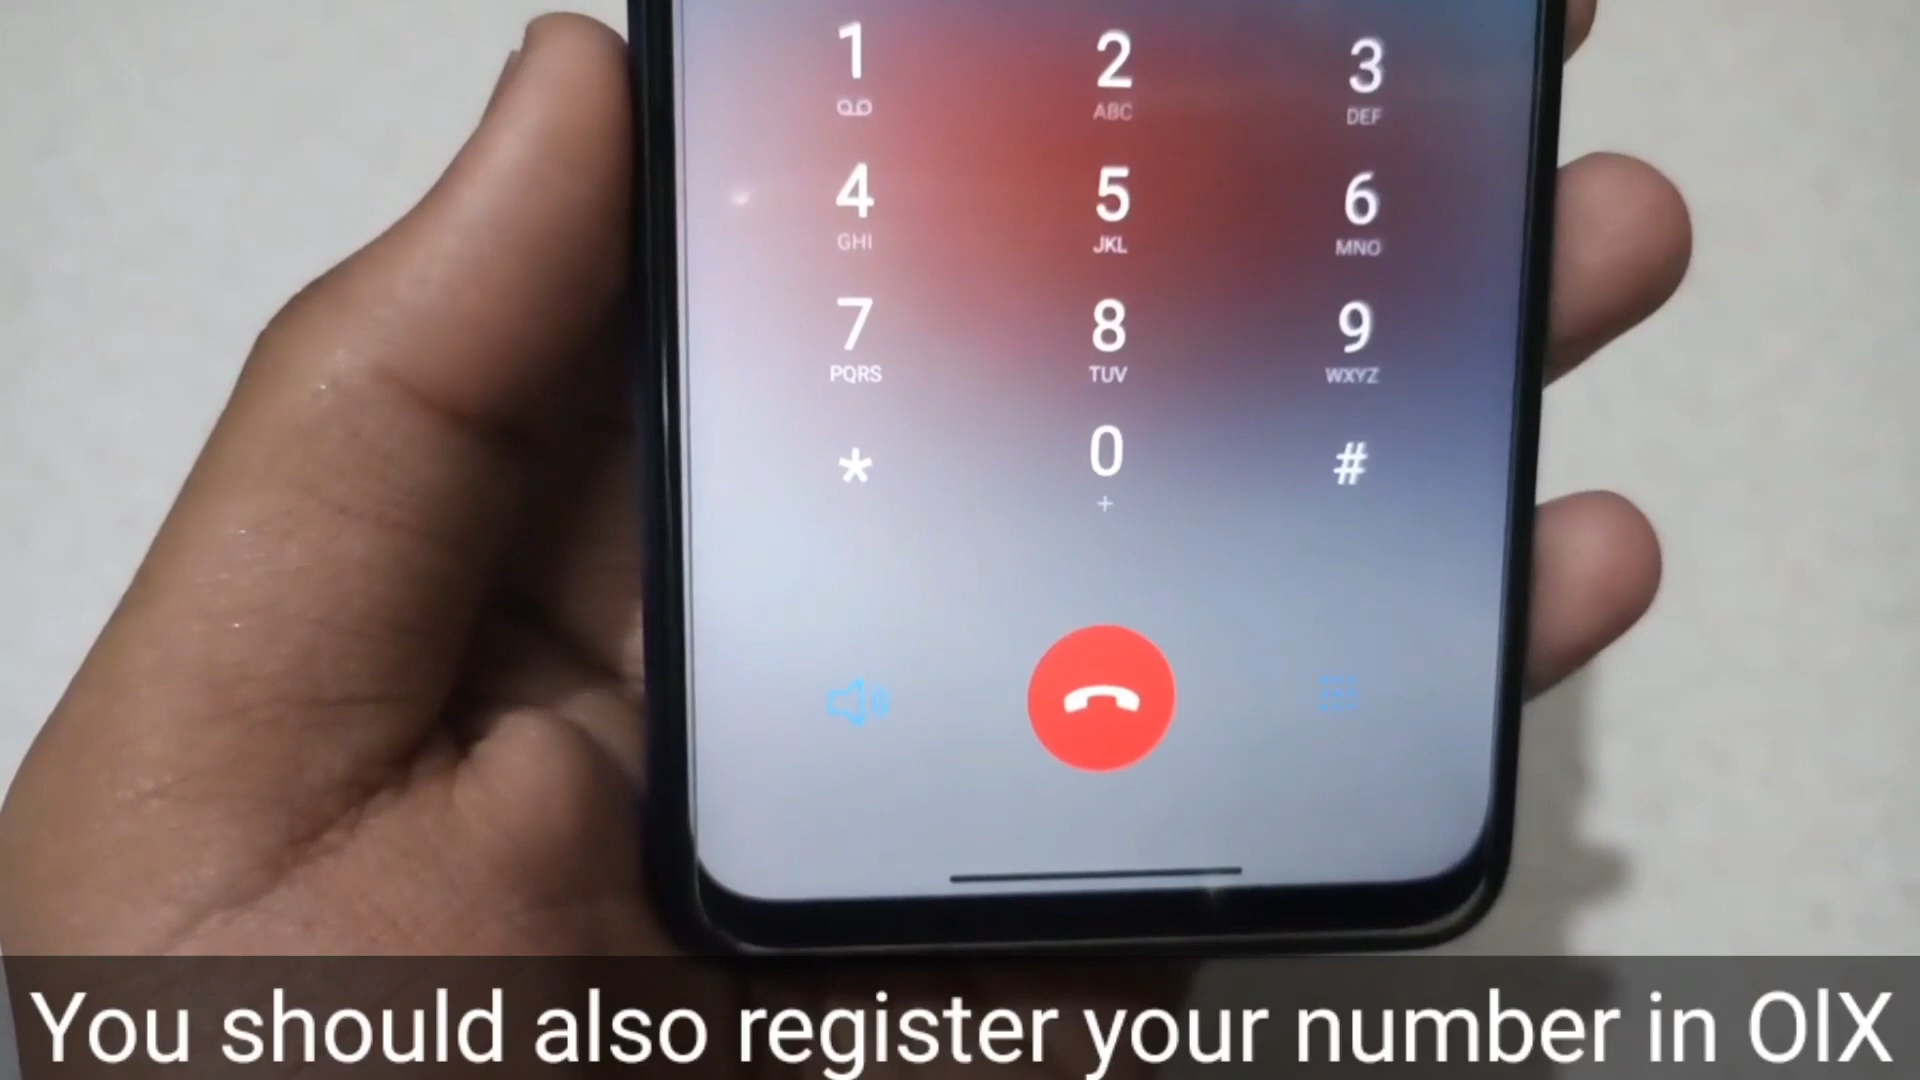 1 2 3
ABC DEF
4 5 6
GHI JKL MNO
7 8 9
PQRS TUV WXYZ
* 0 #
+
You should also register your number in OlX